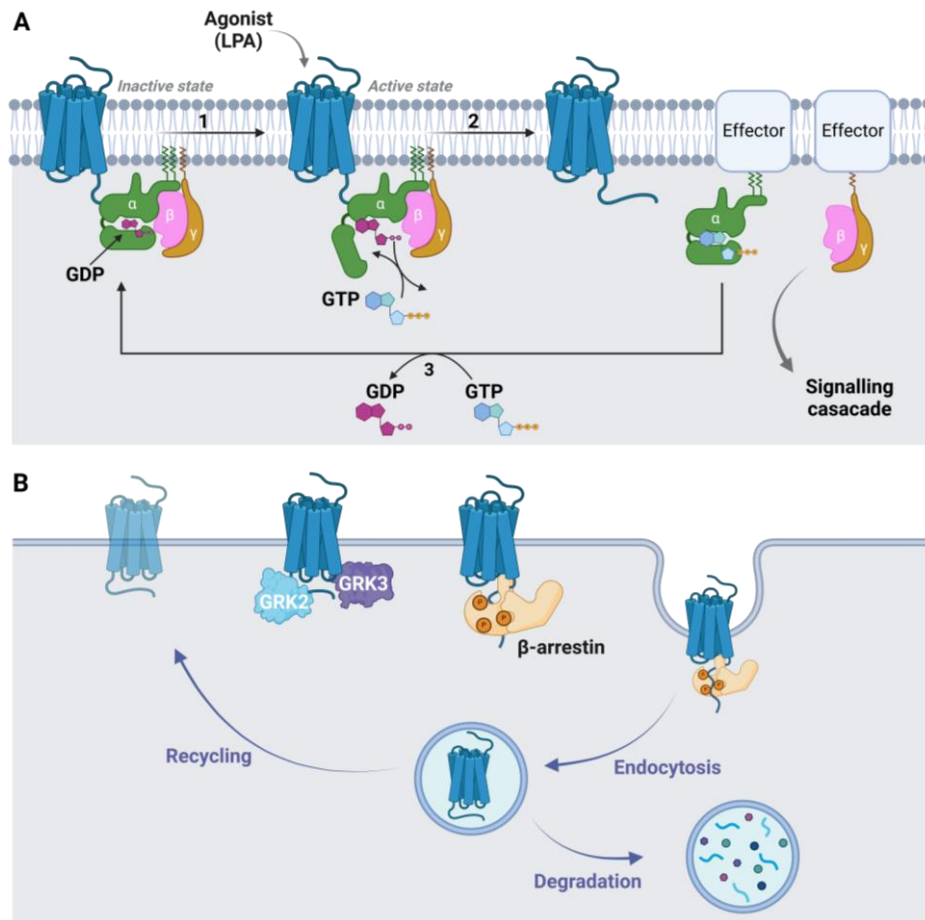 A
Agonist
(LPA)
Inactive state
Active state
1
2
Effector
Effector
α
β
γ
α
β
γ
α
β
γ
GDP
GTP
3
GDP
GTP
Signalling
casacade
B
GRK2
GRK3
P
P
P
β-arrestin
P
P
P
Recycling
Endocytosis
Degradation